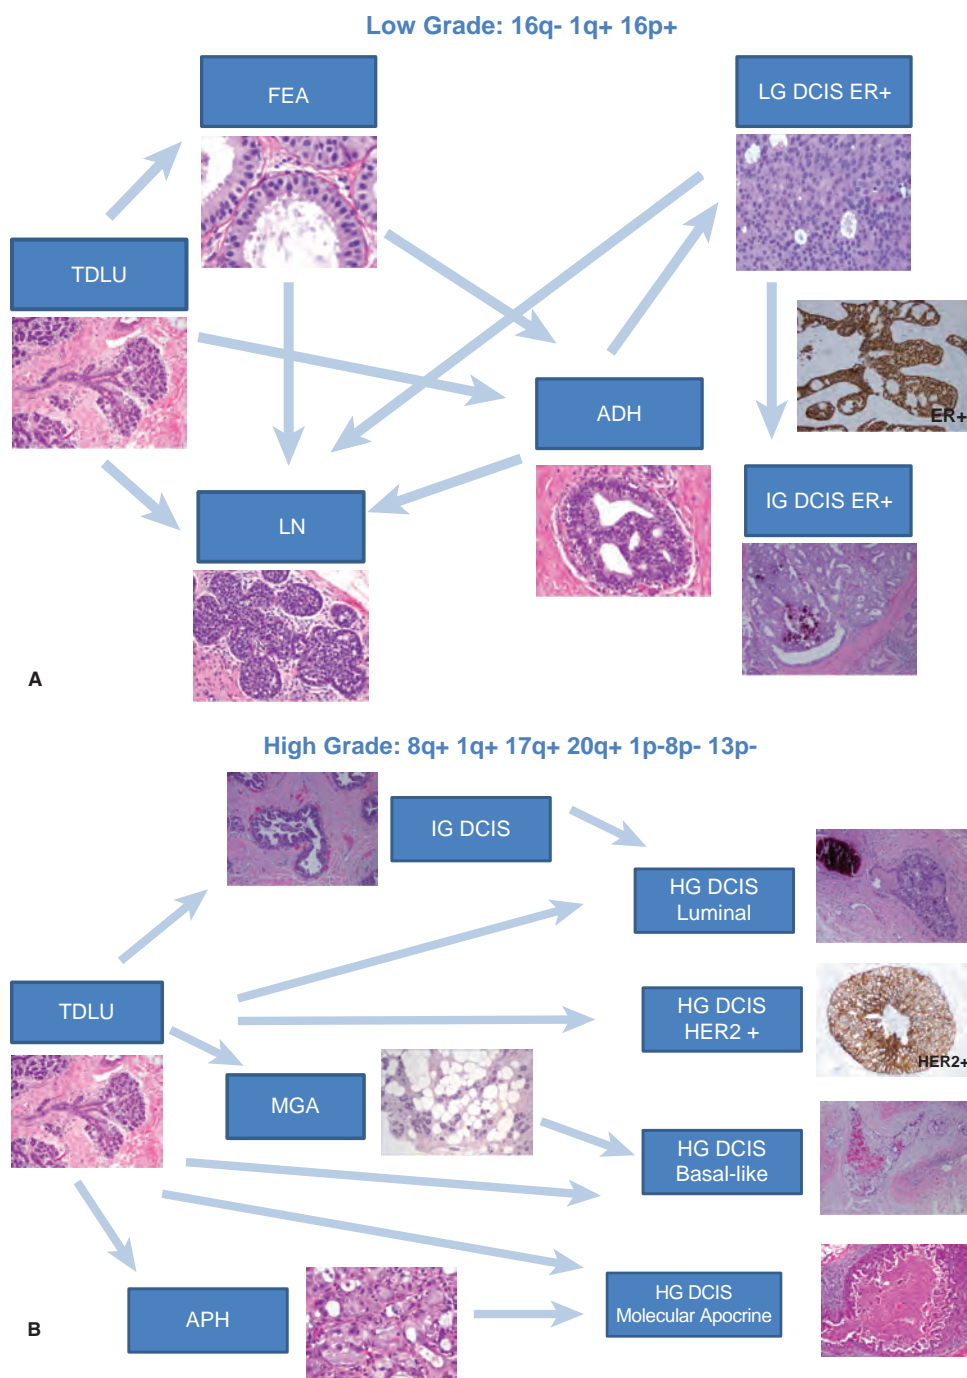 Low Grade: 16q- 1q+ 16p+
FEA
LG DCIS ER+
TDLU
ER+
ADH
IG DCIS ER+
LN
A
High Grade: 8q+ 1q+ 17q+ 20q+ 1p-8p- 13p-
IG DCIS
HG DCIS
Luminal
TDLU
HG DCIS
HER2 +
HER2+
MGA
HG DCIS
Basal-like
APH
HG DCIS
Molecular Apocrine
B